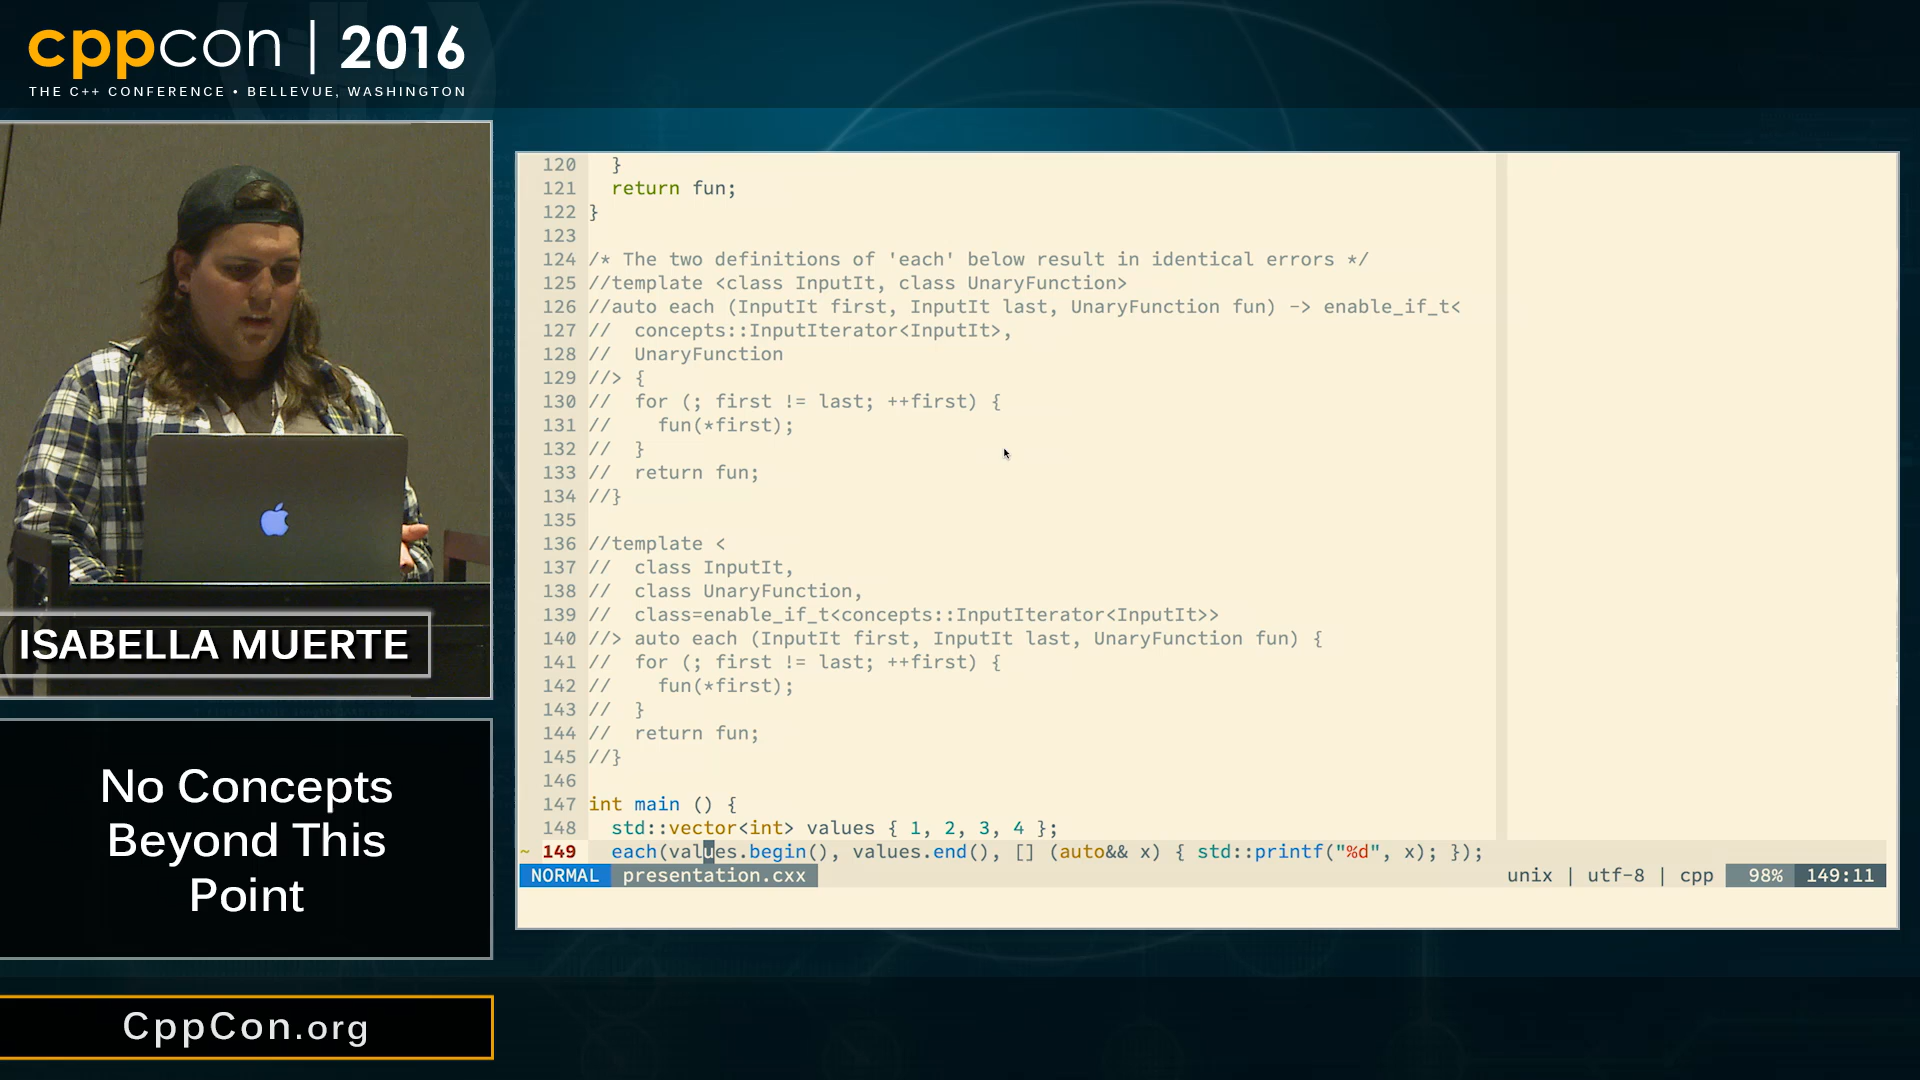 cppcon | 2016
THE C++ CONFERENCE • BELLEVUE, WASHINGTON
ISABELLA MUERTE
No Concepts
Beyond This
Point
CppCon.org
120   }
121   return fun;
122 }
123
124 /* The two definitions of 'each' below result in identical errors */
125 //template <class InputIt, class UnaryFunction>
126 //auto each (InputIt first, InputIt last, UnaryFunction fun) -> enable_if_t<
127 //  concepts::InputIterator<InputIt>,
128 //  UnaryFunction
129 //> {
130 //  for (; first != last; ++first) {
131 //    fun(*first);
132 //  }
133 //  return fun;
134 //}
135
136 //template <
137 //  class InputIt,
138 //  class UnaryFunction,
139 //  class=enable_if_t<concepts::InputIterator<InputIt>>
140 //> auto each (InputIt first, InputIt last, UnaryFunction fun) {
141 //  for (; first != last; ++first) {
142 //    fun(*first);
143 //  }
144 //  return fun;
145 //}
146
147 int main () {
148   std::vector<int> values { 1, 2, 3, 4 };
~ 149   each(values.begin(), values.end(), [] (auto&& x) { std::printf("%d", x); });
NORMAL presentation.cxx unix | utf-8 | cpp 98% 149:11